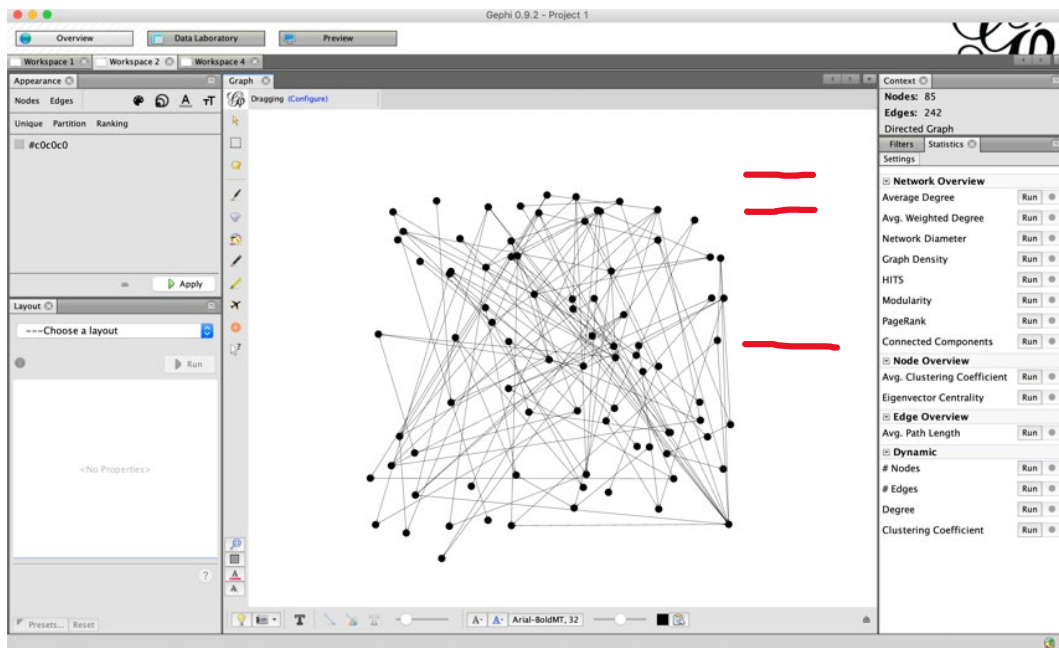 Gephi 0.9.2 - Project 1
Overview Data Laboratory Preview
Workspace 1 Workspace 2 Workspace 4
Appearance
Nodes Edges
Unique Partition Ranking
#c0c0c0
Apply
Layout
---Choose a layout
Run
<No Properties>
Presets... Reset
Graph
Dragging (Configure)
A- A- Arial-BoldMT, 32
Context
Nodes: 85
Edges: 242
Directed Graph
Filters Statistics
Settings
Network Overview
Average Degree Run
Avg. Weighted Degree Run
Network Diameter Run
Graph Density Run
HITS Run
Modularity Run
PageRank Run
Connected Components Run
Node Overview
Avg. Clustering Coefficient Run
Eigenvector Centrality Run
Edge Overview
Avg. Path Length Run
Dynamic
# Nodes Run
# Edges Run
Degree Run
Clustering Coefficient Run